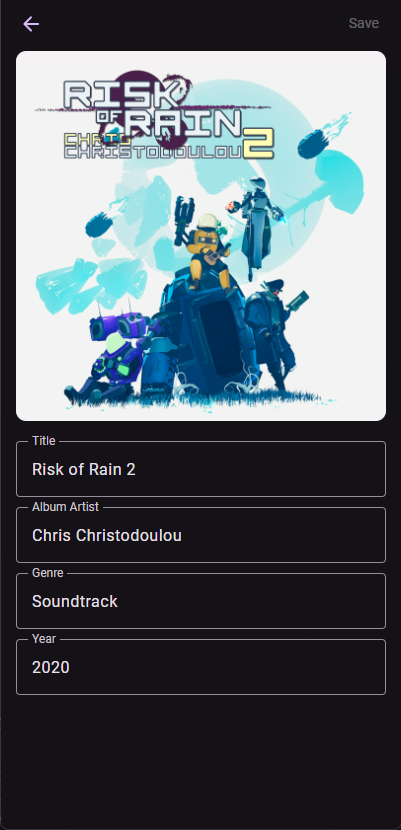 Save
RISK
OF
RAIN
CHRIS
CHRISTODOULOU 2
Title
Risk of Rain 2
Album Artist
Chris Christodoulou
Genre
Soundtrack
Year
2020